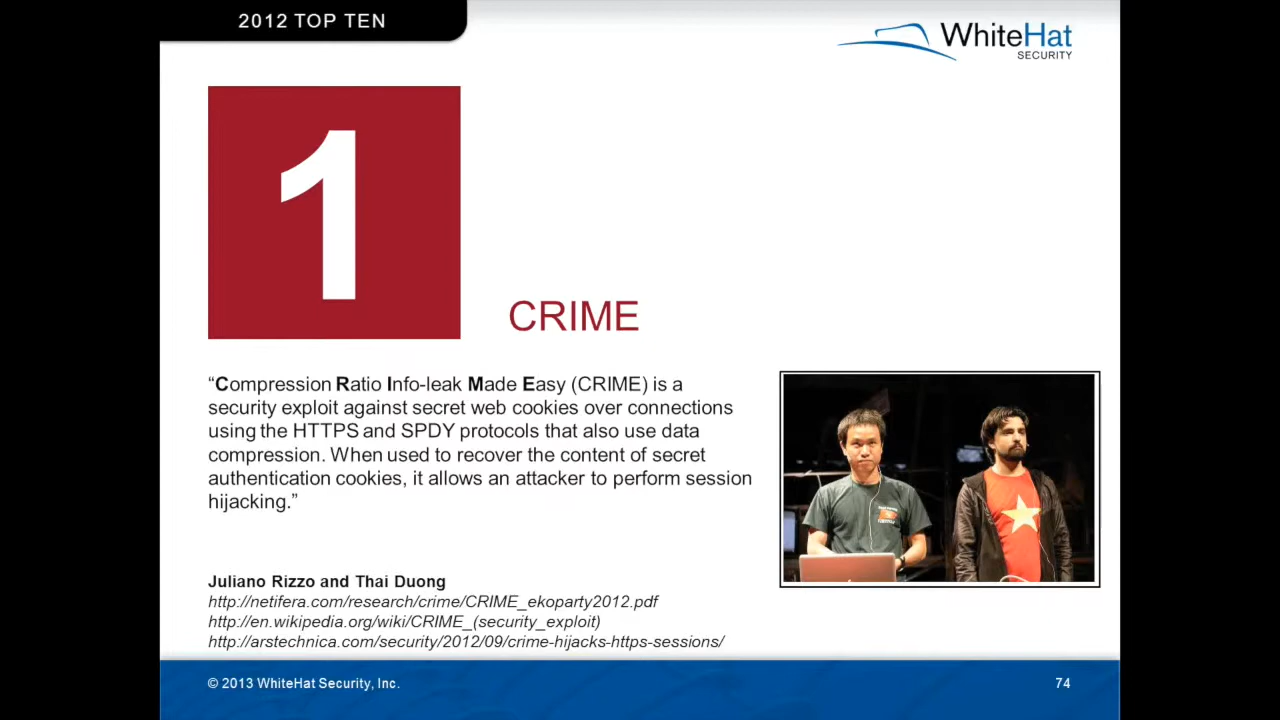 2012 TOP TEN
WhiteHat
SECURITY
1
CRIME
“Compression Ratio Info-leak Made Easy (CRIME) is a
security exploit against secret web cookies over connections
using the HTTPS and SPDY protocols that also use data
compression. When used to recover the content of secret
authentication cookies, it allows an attacker to perform session
hijacking.”
Juliano Rizzo and Thai Duong
http://netifera.com/research/crime/CRIME_ekoparty2012.pdf
http://en.wikipedia.org/wiki/CRIME_(security_exploit)
http://arstechnica.com/security/2012/09/crime-hijacks-https-sessions/
© 2013 WhiteHat Security, Inc.
74